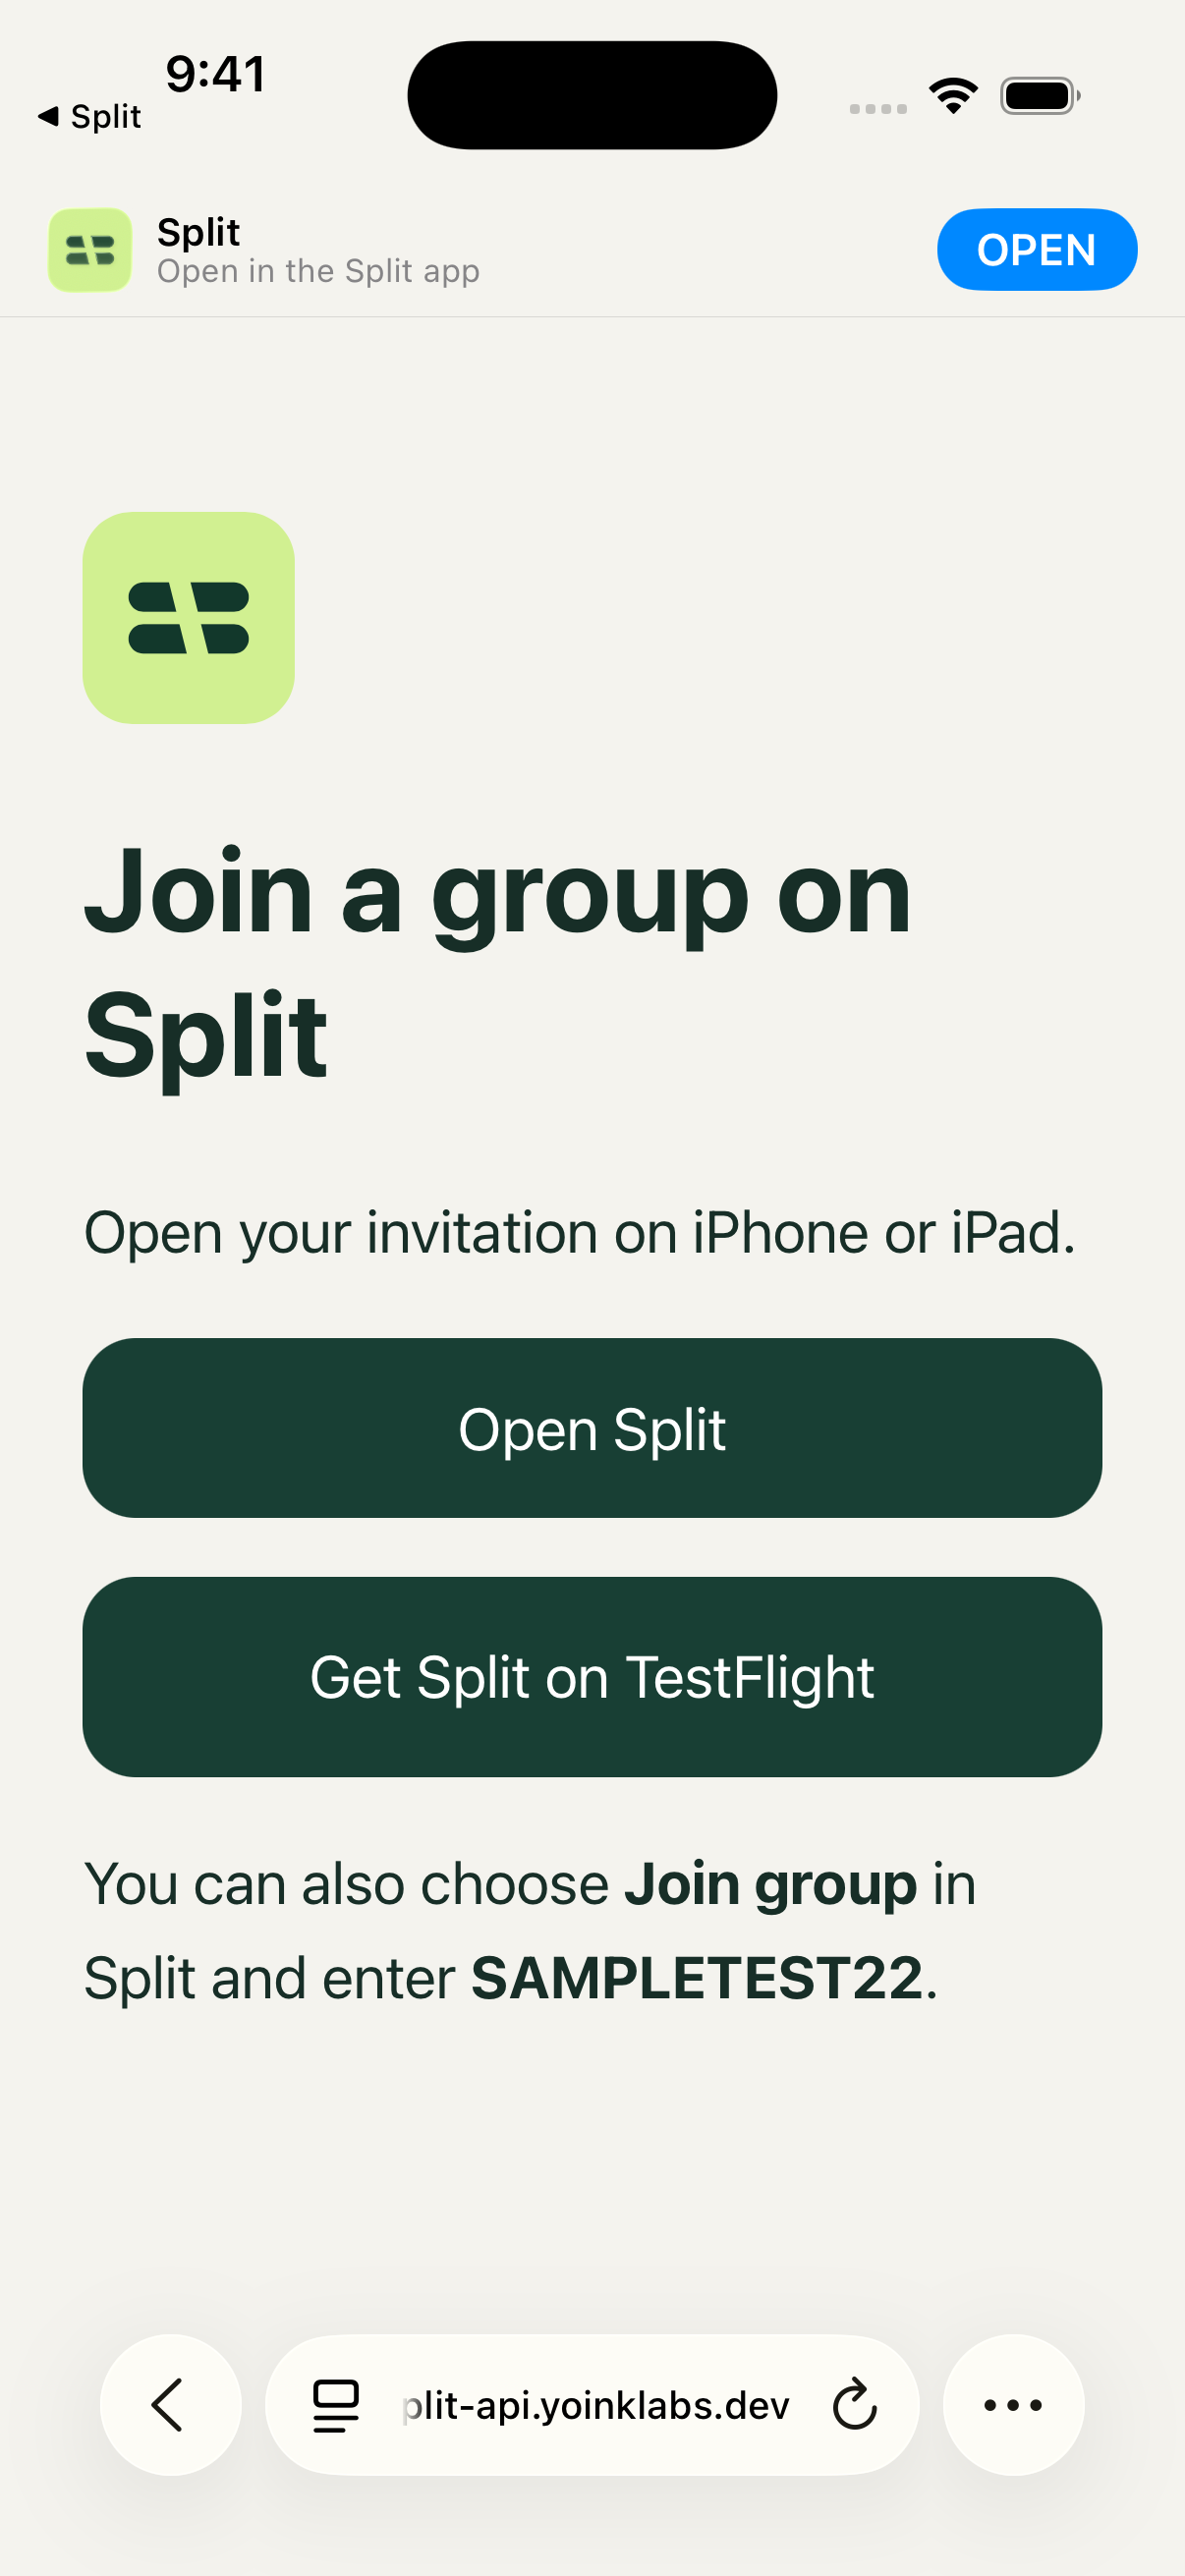 9:41
◀ Split
Split
Open in the Split app
OPEN
Join a group on
Split
Open your invitation on iPhone or iPad.
Open Split
Get Split on TestFlight
You can also choose Join group in
Split and enter SAMPLETEST22.
plit-api.yoinklabs.dev